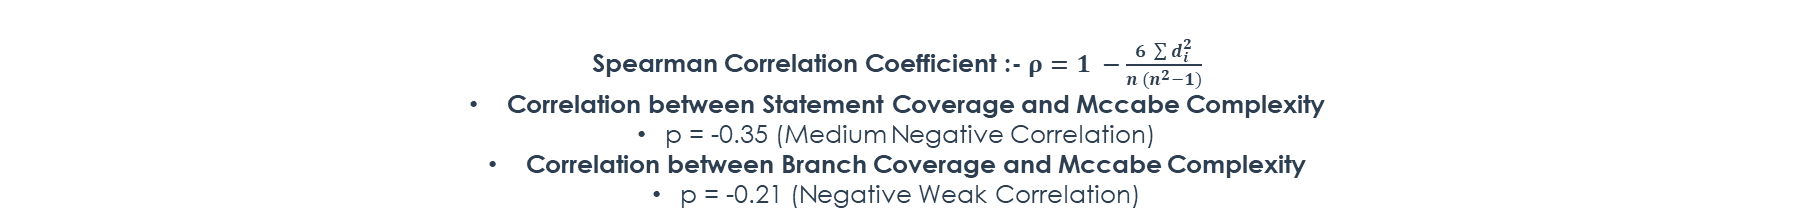 Spearman Correlation Coefficient :- ρ = 1 − 6 ∑ d_i^2 / n (n^2−1)
• Correlation between Statement Coverage and Mccabe Complexity
• p = -0.35 (Medium Negative Correlation)
• Correlation between Branch Coverage and Mccabe Complexity
• p = -0.21 (Negative Weak Correlation)